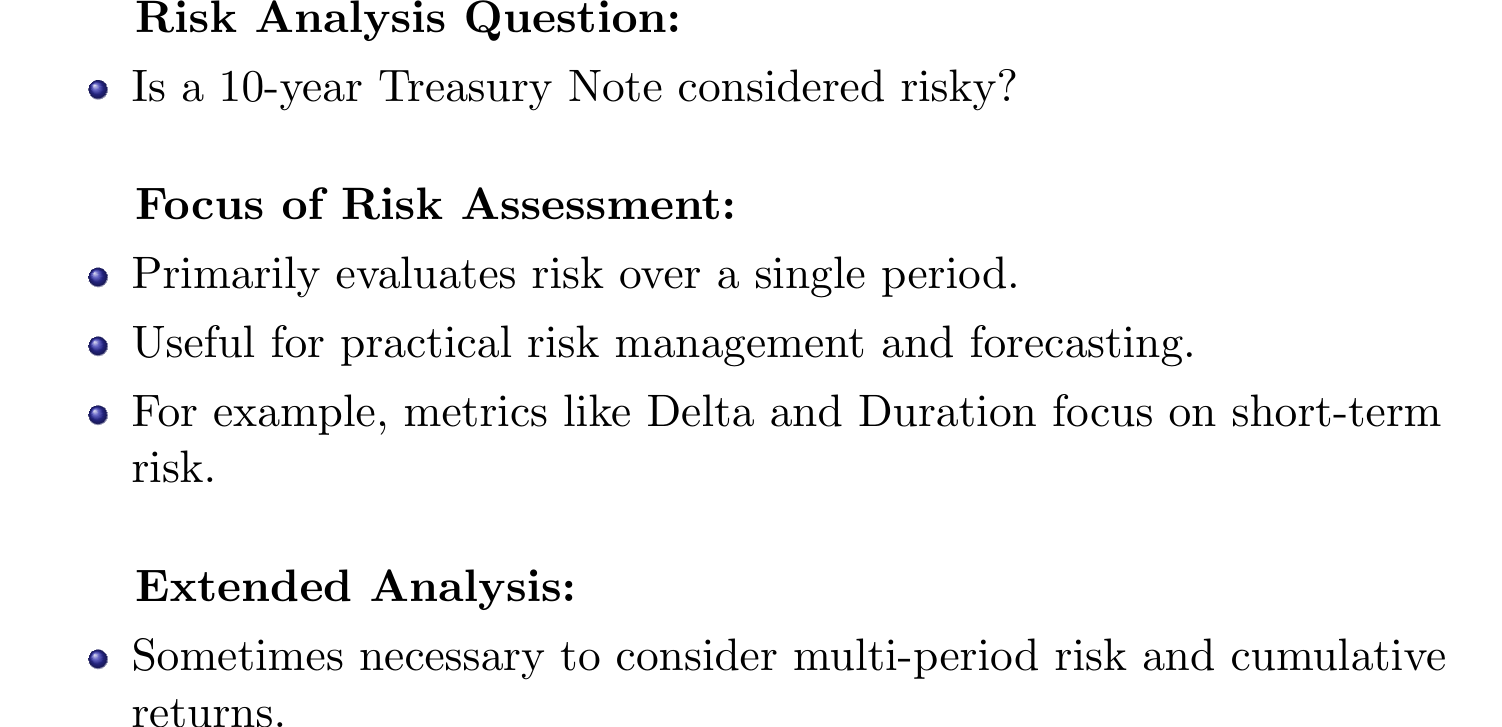 Risk Analysis Question:
Is a 10-year Treasury Note considered risky?
Focus of Risk Assessment:
Primarily evaluates risk over a single period.
Useful for practical risk management and forecasting.
For example, metrics like Delta and Duration focus on short-term
risk.
Extended Analysis:
Sometimes necessary to consider multi-period risk and cumulative
returns.